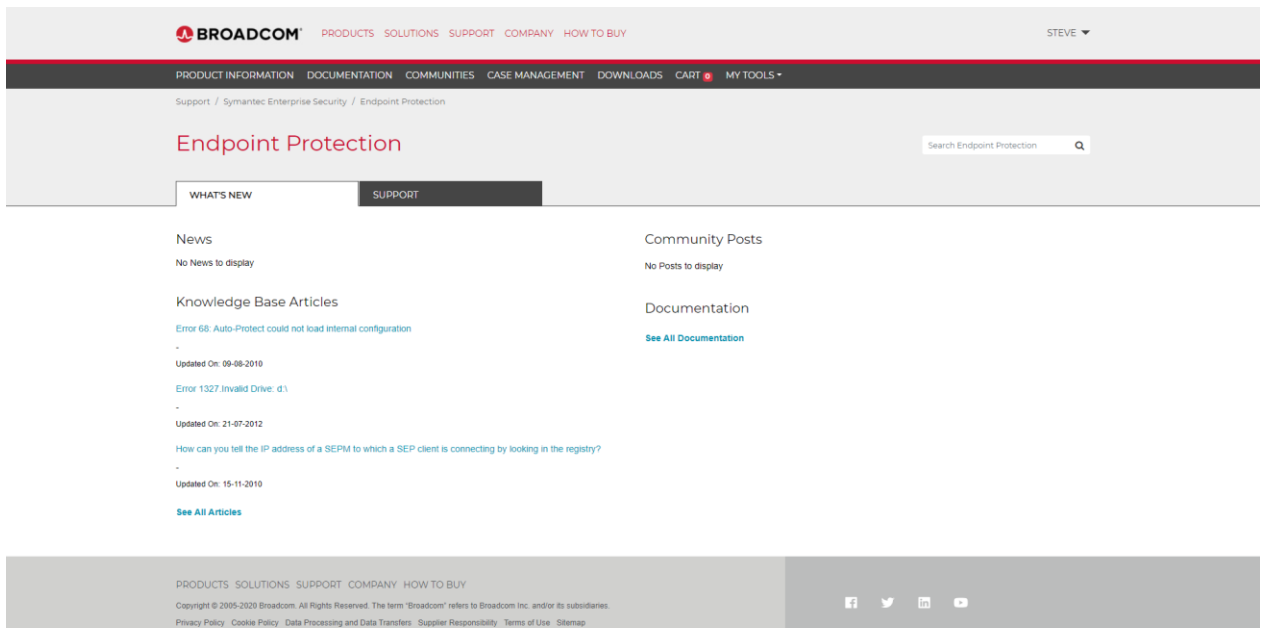 BROADCOM® PRODUCTS SOLUTIONS SUPPORT COMPANY HOW TO BUY STEVE
PRODUCT INFORMATION DOCUMENTATION COMMUNITIES CASE MANAGEMENT DOWNLOADS CART 0 MY TOOLS
Support / Symantec Enterprise Security / Endpoint Protection
Endpoint Protection
Search Endpoint Protection
WHAT'S NEW SUPPORT
News
No News to display
Knowledge Base Articles
Error 68: Auto-Protect could not load internal configuration
-
Updated On: 09-08-2010
Error 1327.Invalid Drive: d:\
-
Updated On: 21-07-2012
How can you tell the IP address of a SEPM to which a SEP client is connecting by looking in the registry?
-
Updated On: 15-11-2010
See All Articles
Community Posts
No Posts to display
Documentation
See All Documentation
PRODUCTS SOLUTIONS SUPPORT COMPANY HOW TO BUY
Copyright © 2005-2020 Broadcom. All Rights Reserved. The term "Broadcom" refers to Broadcom Inc. and/or its subsidiaries.
Privacy Policy Cookie Policy Data Processing and Data Transfers Supplier Responsibility Terms of Use Sitemap